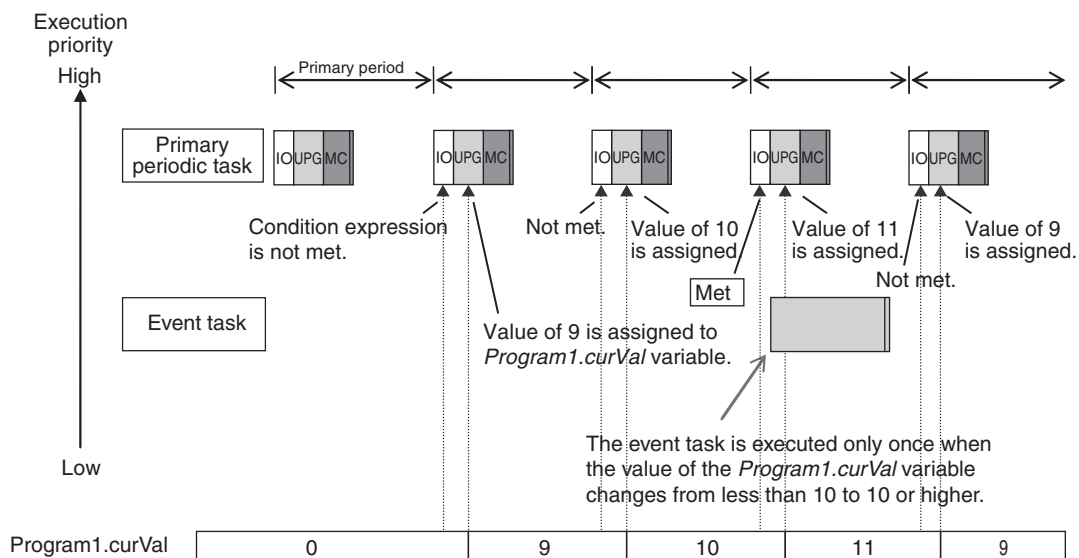 Execution
priority
High
Primary period
Primary
periodic task
IO UPG MC
IO UPG MC
IO UPG MC
IO UPG MC
IO UPG MC
Condition expression
is not met.
Not met.
Value of 10
is assigned.
Value of 11
is assigned.
Value of 9
is assigned.
Met
Not met.
Event task
Value of 9 is assigned to
Program1.curVal variable.
The event task is executed only once when
the value of the Program1.curVal variable
changes from less than 10 to 10 or higher.
Low
Program1.curVal 0 9 10 11 9